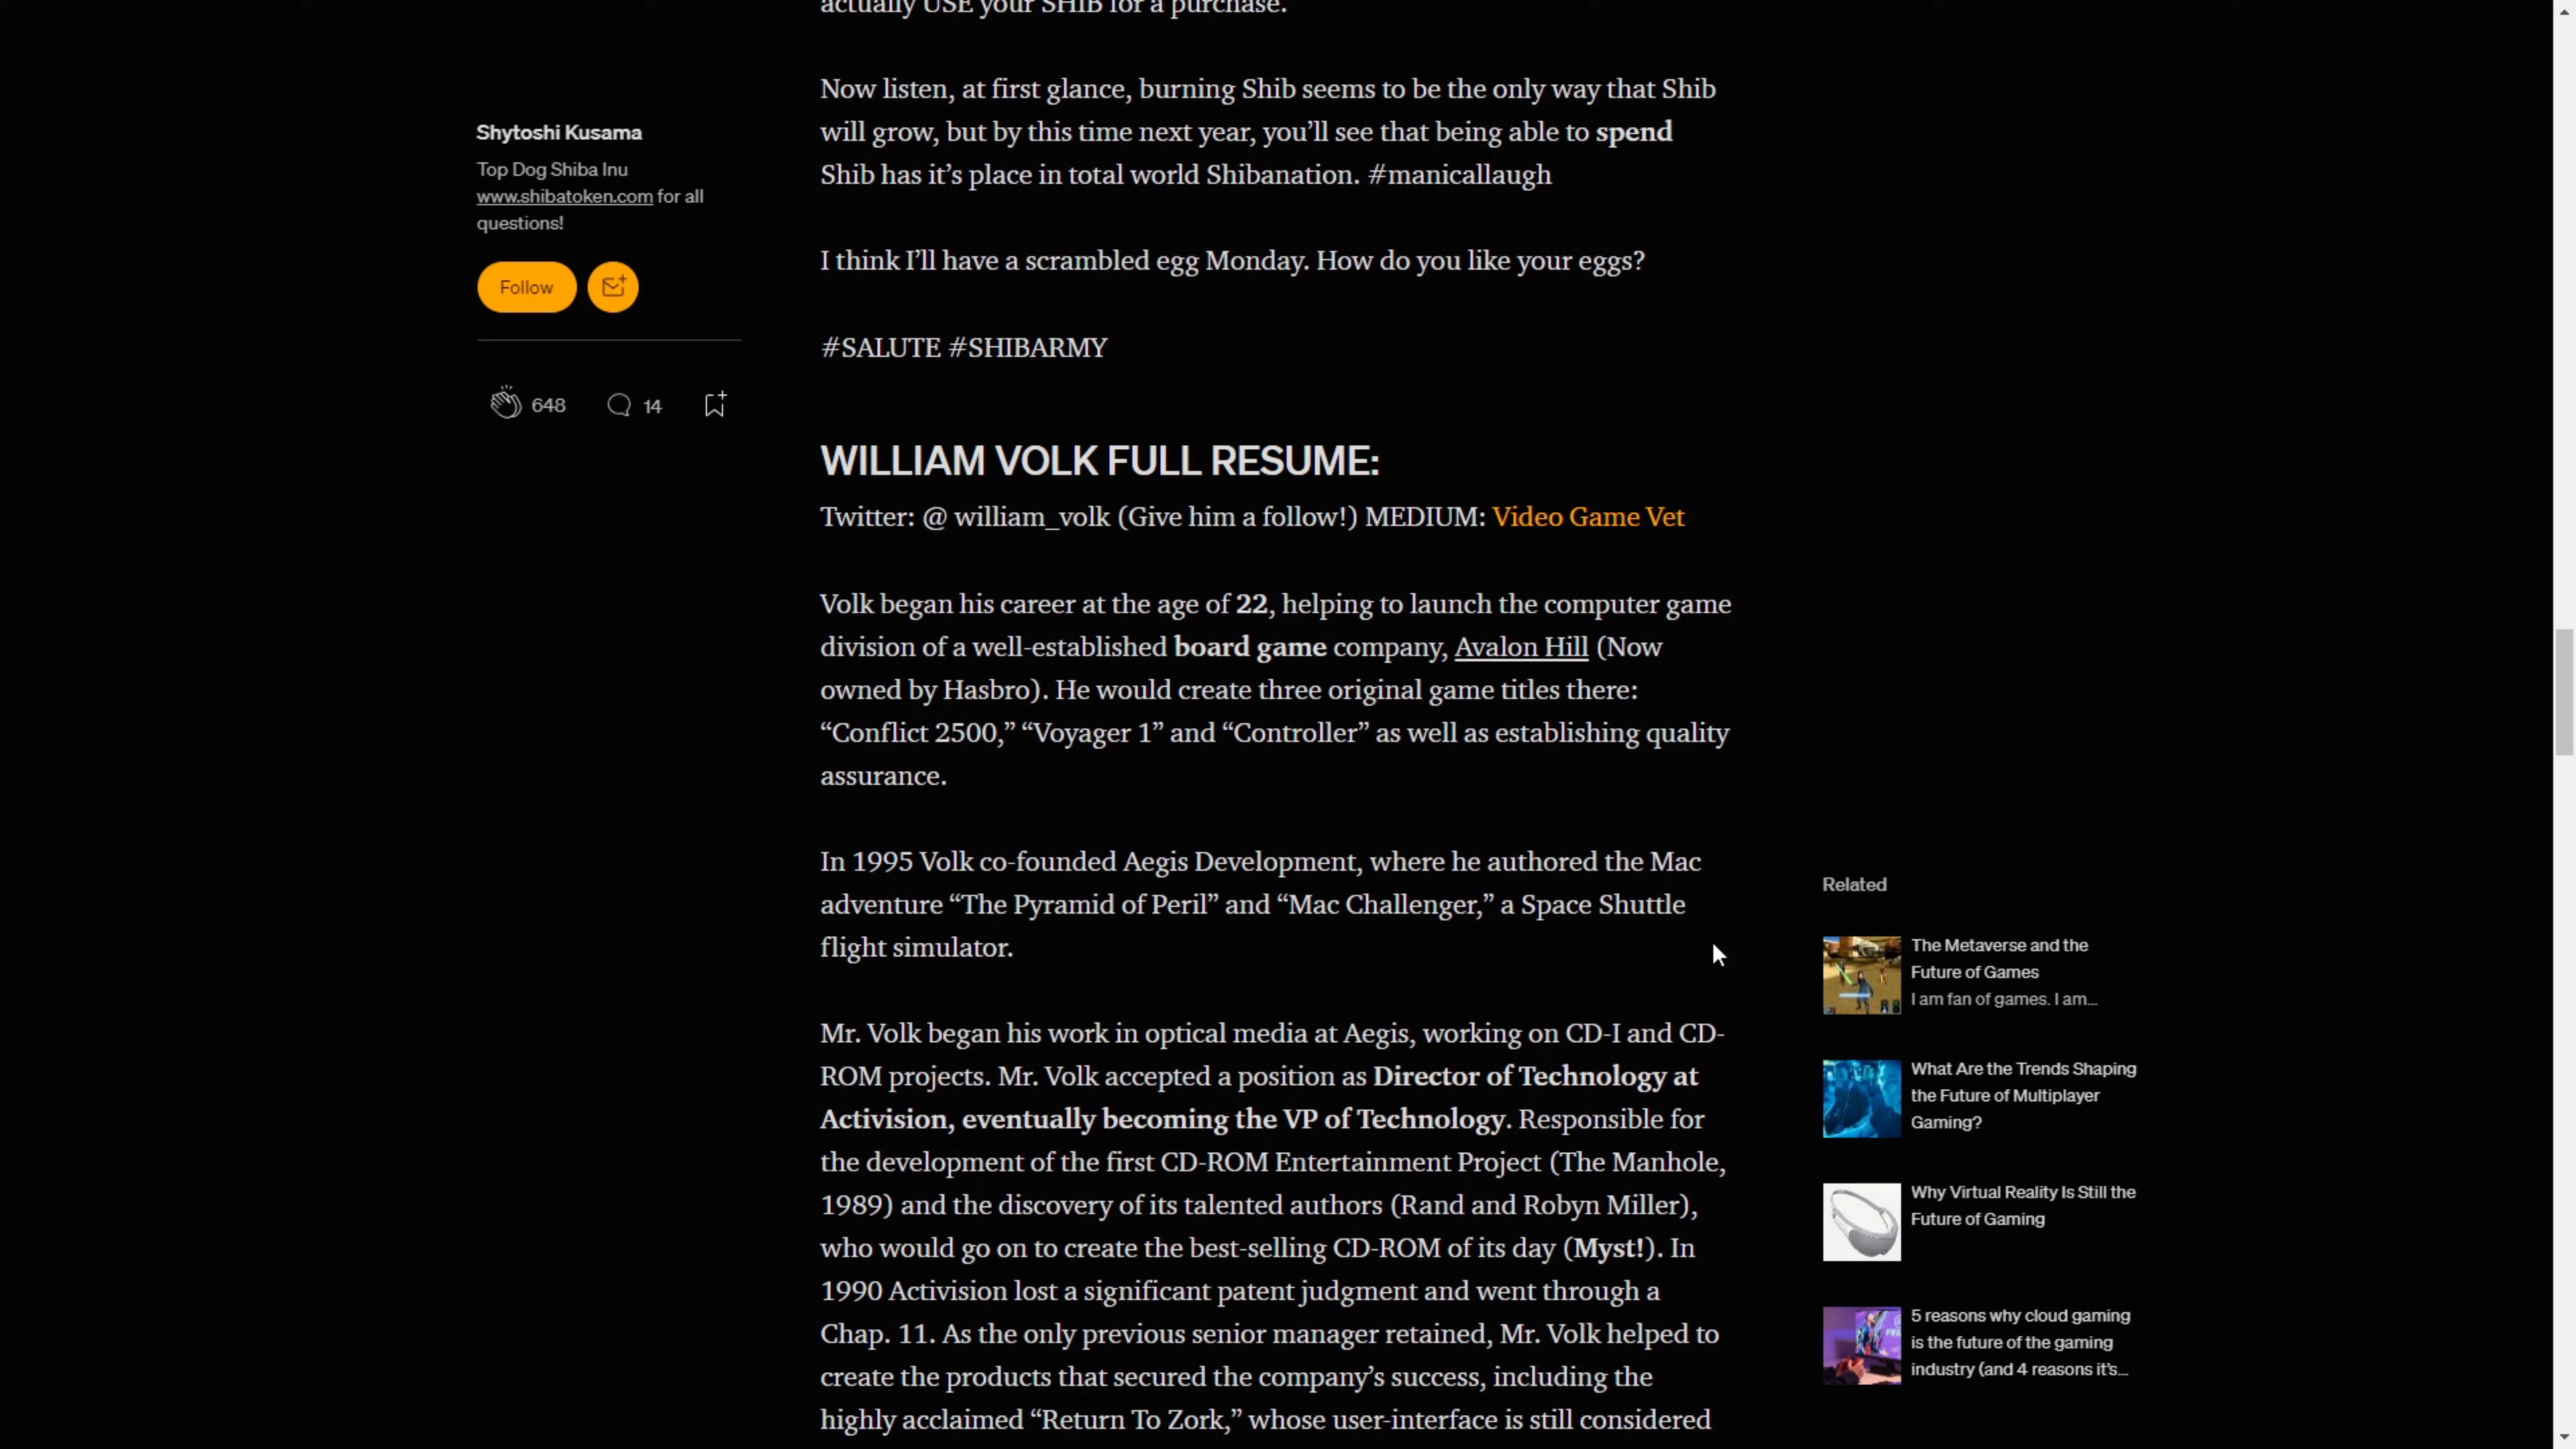 actually USE your SHIB for a purchase.
Now listen, at first glance, burning Shib seems to be the only way that Shib
will grow, but by this time next year, you’ll see that being able to spend
Shib has it’s place in total world Shibanation. #manicallaugh
I think I’ll have a scrambled egg Monday. How do you like your eggs?
#SALUTE #SHIBARMY
Shytoshi Kusama
Top Dog Shiba Inu
www.shibatoken.com for all
questions!
Follow
648 14
WILLIAM VOLK FULL RESUME:
Twitter: @ william_volk (Give him a follow!) MEDIUM: Video Game Vet
Volk began his career at the age of 22, helping to launch the computer game
division of a well-established board game company, Avalon Hill (Now
owned by Hasbro). He would create three original game titles there:
“Conflict 2500,” “Voyager 1” and “Controller” as well as establishing quality
assurance.
In 1995 Volk co-founded Aegis Development, where he authored the Mac
adventure “The Pyramid of Peril” and “Mac Challenger,” a Space Shuttle
flight simulator.
Mr. Volk began his work in optical media at Aegis, working on CD-I and CD-
ROM projects. Mr. Volk accepted a position as Director of Technology at
Activision, eventually becoming the VP of Technology. Responsible for
the development of the first CD-ROM Entertainment Project (The Manhole,
1989) and the discovery of its talented authors (Rand and Robyn Miller),
who would go on to create the best-selling CD-ROM of its day (Myst!). In
1990 Activision lost a significant patent judgment and went through a
Chap. 11. As the only previous senior manager retained, Mr. Volk helped to
create the products that secured the company’s success, including the
highly acclaimed “Return To Zork,” whose user-interface is still considered
Related
The Metaverse and the
Future of Games
I am fan of games. I am...
What Are the Trends Shaping
the Future of Multiplayer
Gaming?
Why Virtual Reality Is Still the
Future of Gaming
5 reasons why cloud gaming
is the future of the gaming
industry (and 4 reasons it’s...